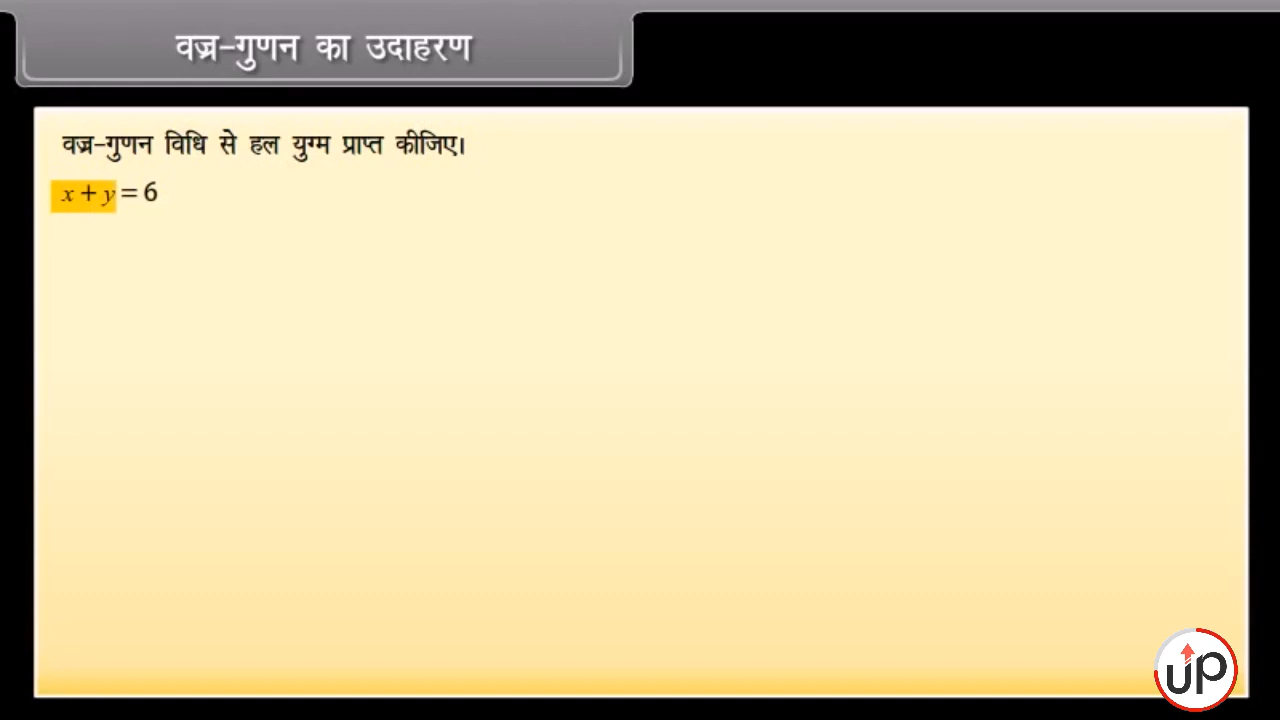 वज्र-गुणन का उदाहरण
वज्र-गुणन विधि से हल युग्म प्राप्त कीजिए।
x + y = 6
UP